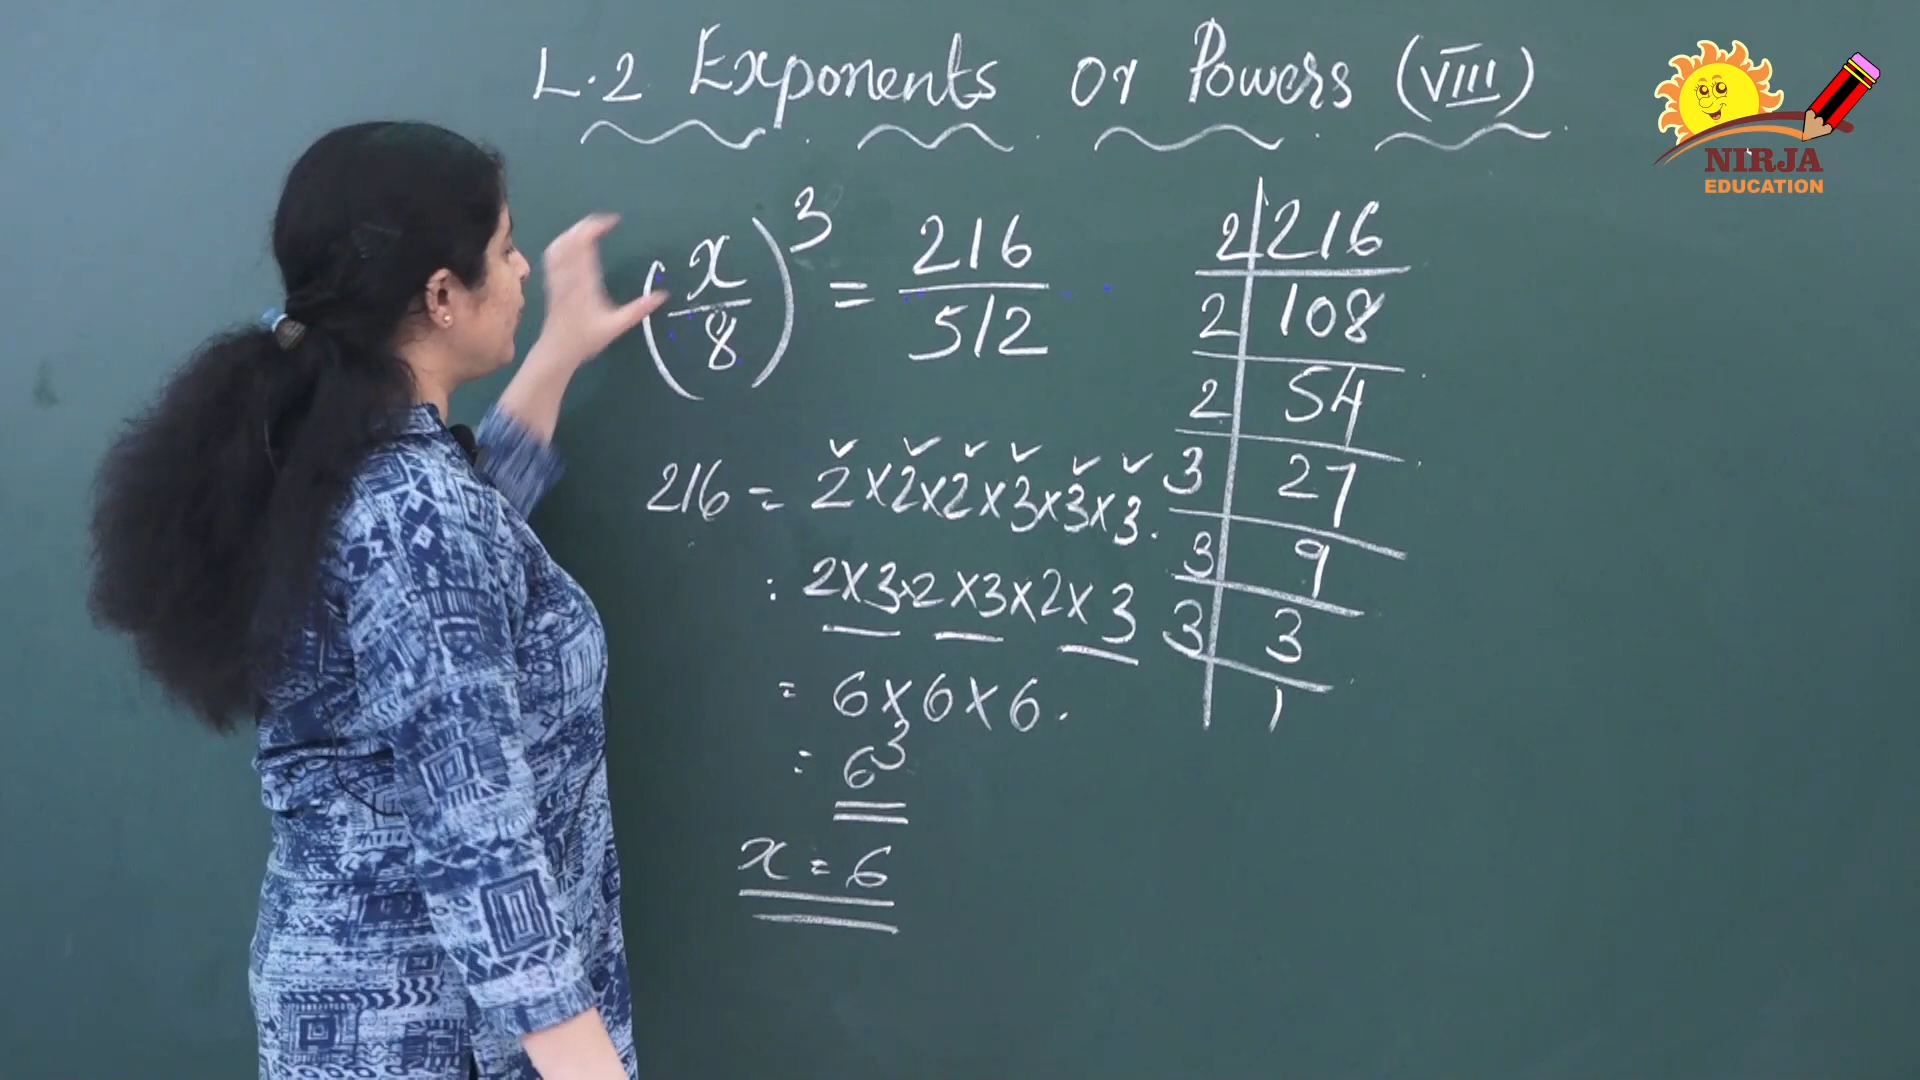 L.2 Exponents Or Powers (VIII)
NIRJA
EDUCATION
(x/8)³ = 216/512
216 = 2×2×2×3×3×3.
: 2×3×2×3×2×3
= 6×6×6.
= 6³
x = 6
2 | 216
2 | 108
2 | 54
3 | 27
3 | 9
3 | 3
1